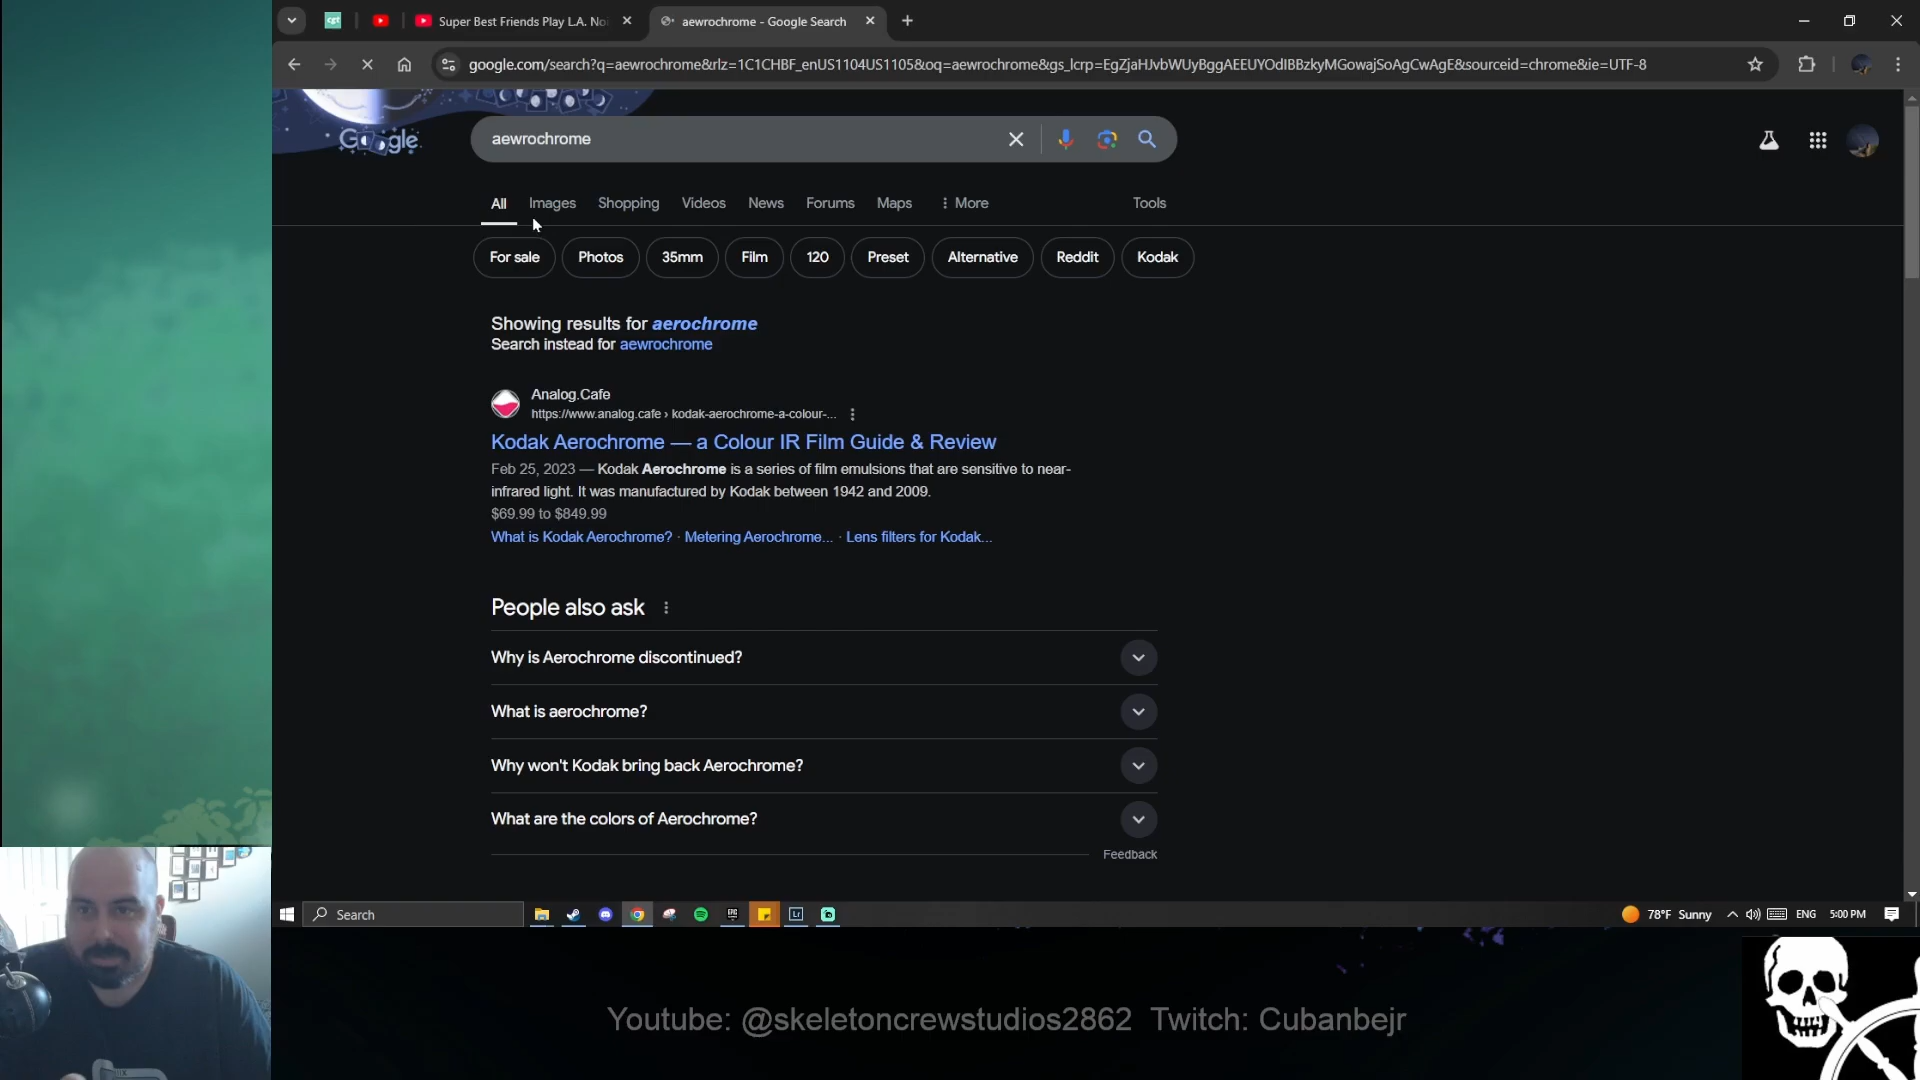 cgt
Super Best Friends Play L.A. No
aewrochrome - Google Search
google.com/search?q=aewrochrome&rlz=1C1CHBF_enUS1104US1105&oq=aewrochrome&gs_lcrp=EgZjaHJvbWUyBggAEEUYOdIBBzkyMGowajSoAgCwAgE&sourceid=chrome&ie=UTF-8
Google
aewrochrome
All Images Shopping Videos News Forums Maps More Tools
For sale Photos 35mm Film 120 Preset Alternative Reddit Kodak
Showing results for aerochrome
Search instead for aewrochrome
Analog.Cafe
https://www.analog.cafe › kodak-aerochrome-a-colour-...
Kodak Aerochrome — a Colour IR Film Guide & Review
Feb 25, 2023 — Kodak Aerochrome is a series of film emulsions that are sensitive to near-
infrared light. It was manufactured by Kodak between 1942 and 2009.
$69.99 to $849.99
What is Kodak Aerochrome? · Metering Aerochrome... · Lens filters for Kodak...
People also ask
Why is Aerochrome discontinued?
What is aerochrome?
Why won't Kodak bring back Aerochrome?
What are the colors of Aerochrome?
Feedback
Search
EPIC
Lr
78°F Sunny
ENG
5:00 PM
Youtube: @skeletoncrewstudios2862 Twitch: Cubanbejr